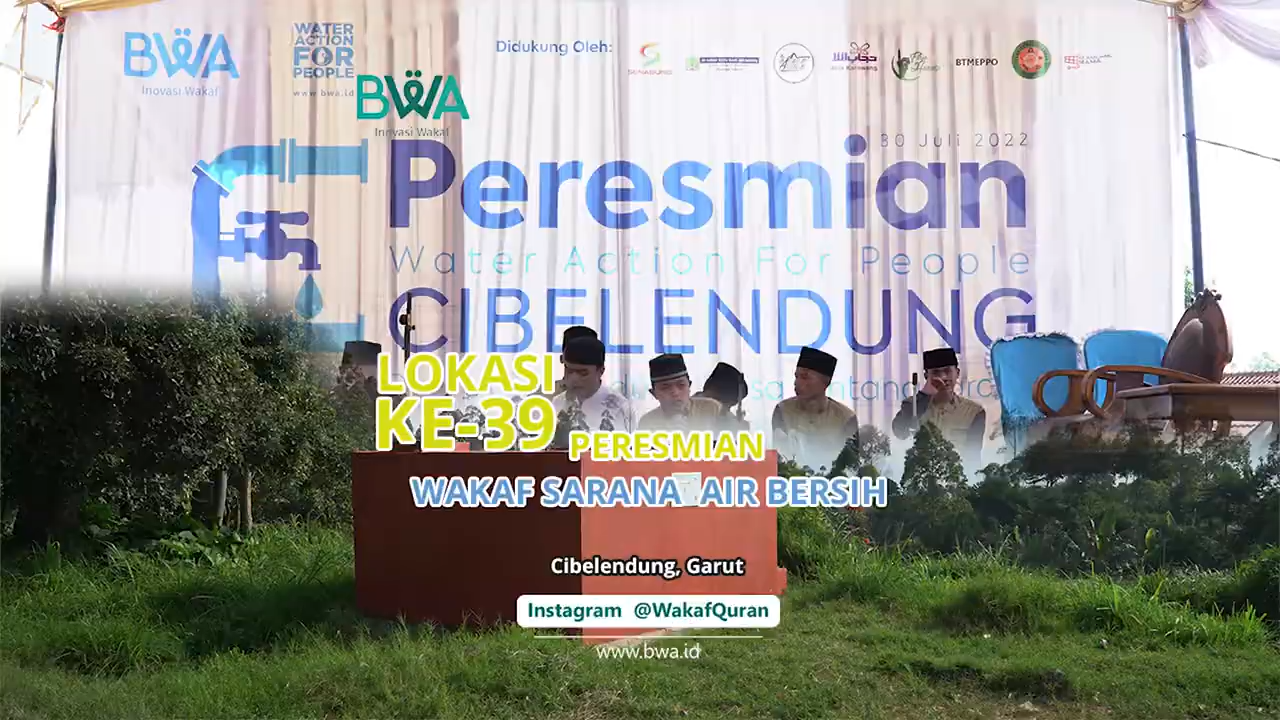 BWA
Inovasi Wakaf
WATER
ACTION
FOR
PEOPLE
www.bwa.id
Didukung Oleh:
SENABUNG
BTMEPPO
BWA
Inovasi Wakaf
30 Juli 2022
Peresmian
Water Action For People
CIBELENDUNG
LOKASI
KE-39
PERESMIAN
WAKAF SARANA AIR BERSIH
Cibelendung, Garut
Instagram @WakafQuran
www.bwa.id